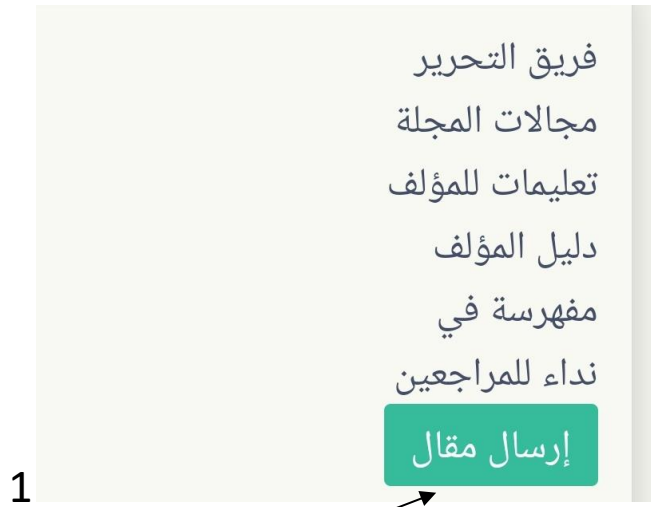 فريق التحرير
مجالات المجلة
تعليمات للمؤلف
دليل المؤلف
مفهرسة في
نداء للمراجعين
إرسال مقال
1